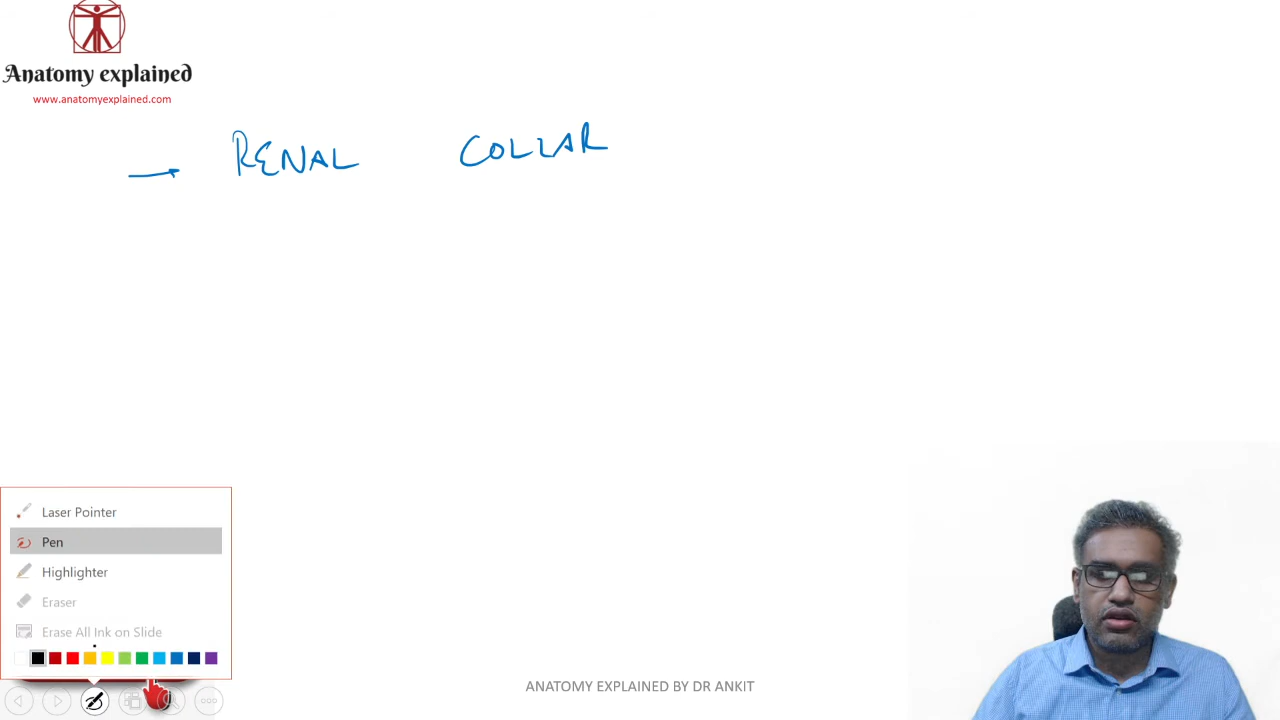 Anatomy explained
www.anatomyexplained.com
→ RENAL COLLAR
Laser Pointer
Pen
Highlighter
Eraser
Erase All Ink on Slide
ANATOMY EXPLAINED BY DR ANKIT